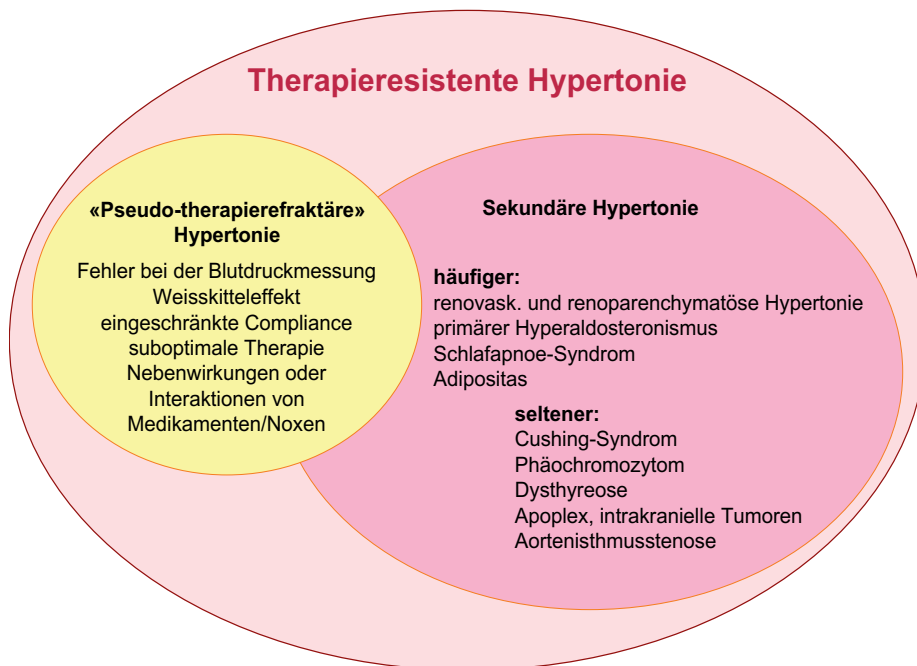 Therapieresistente Hypertonie
«Pseudo-therapierefraktäre»
Hypertonie
Fehler bei der Blutdruckmessung
Weisskitteleffekt
eingeschränkte Compliance
suboptimale Therapie
Nebenwirkungen oder
Interaktionen von
Medikamenten/Noxen
Sekundäre Hypertonie
häufiger:
renovask. und renoparenchymatöse Hypertonie
primärer Hyperaldosteronismus
Schlafapnoe-Syndrom
Adipositas
seltener:
Cushing-Syndrom
Phäochromozytom
Dysthyreose
Apoplex, intrakranielle Tumoren
Aortenisthmusstenose